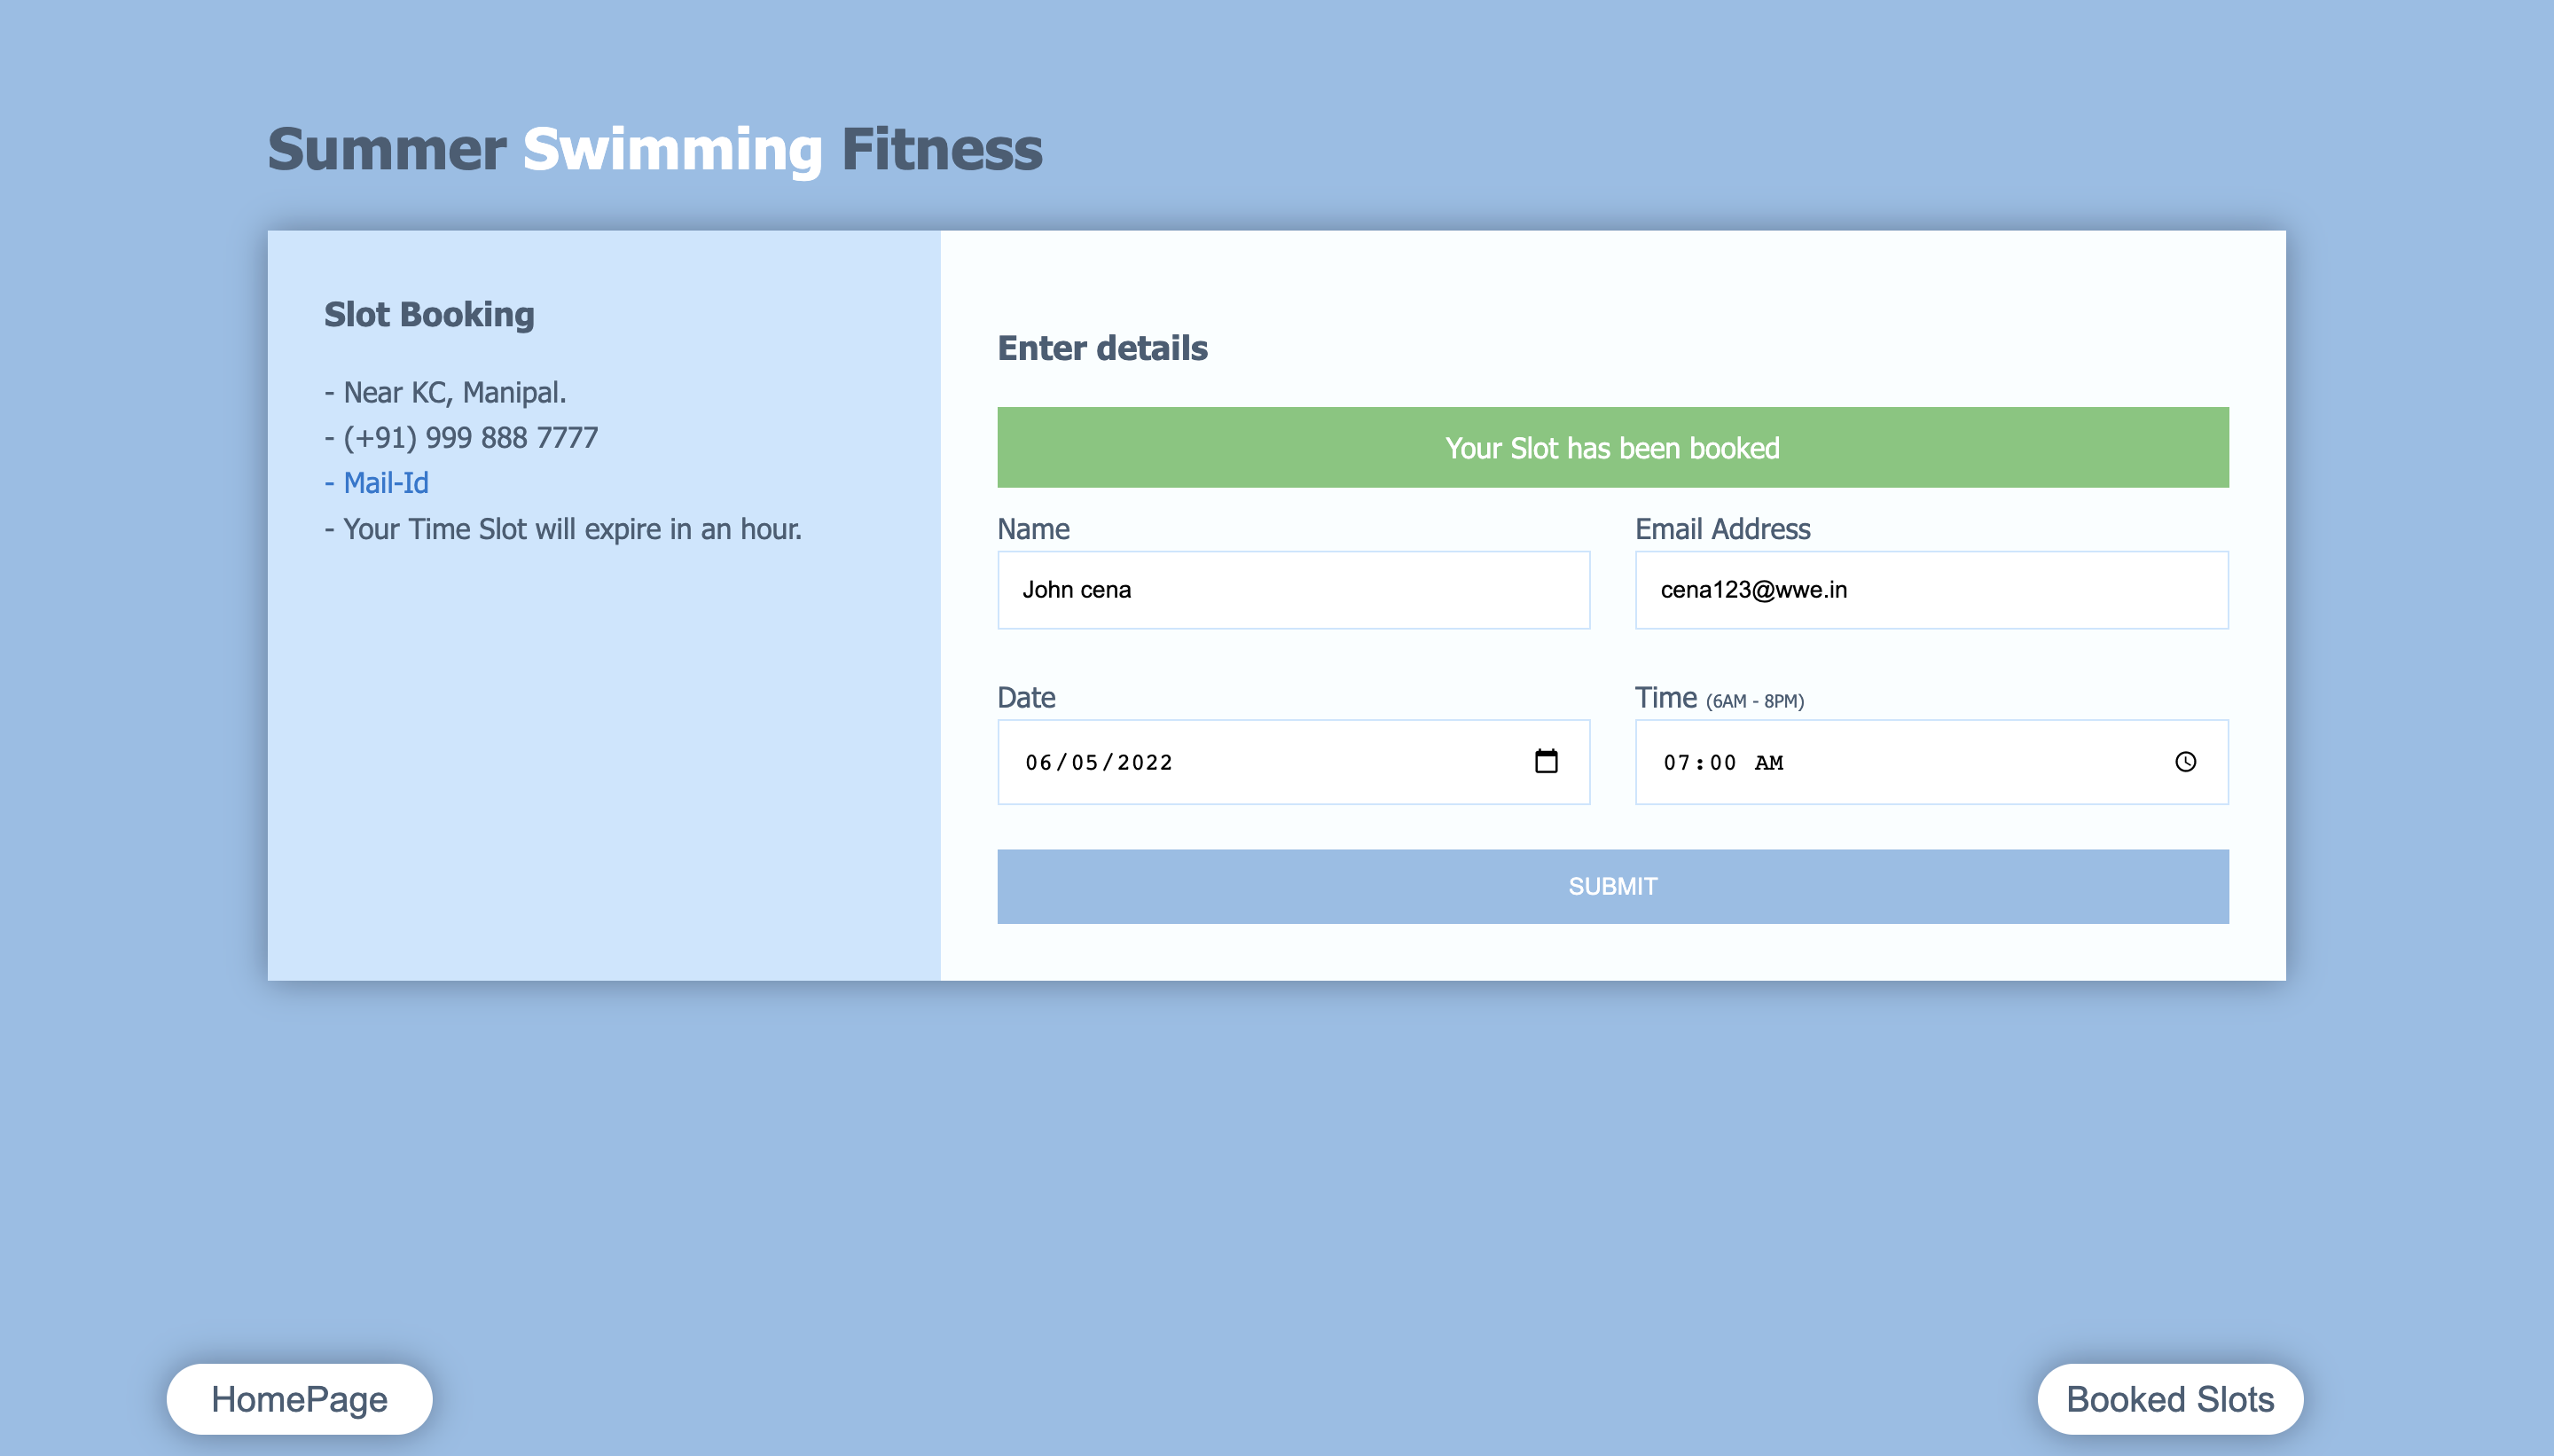 Summer Swimming Fitness
Slot Booking
- Near KC, Manipal.
- (+91) 999 888 7777
- Mail-Id
- Your Time Slot will expire in an hour.
Enter details
Your Slot has been booked
Name
Email Address
John cena
cena123@wwe.in
Date
Time (6AM - 8PM)
06/05/2022
07:00 AM
SUBMIT
HomePage
Booked Slots